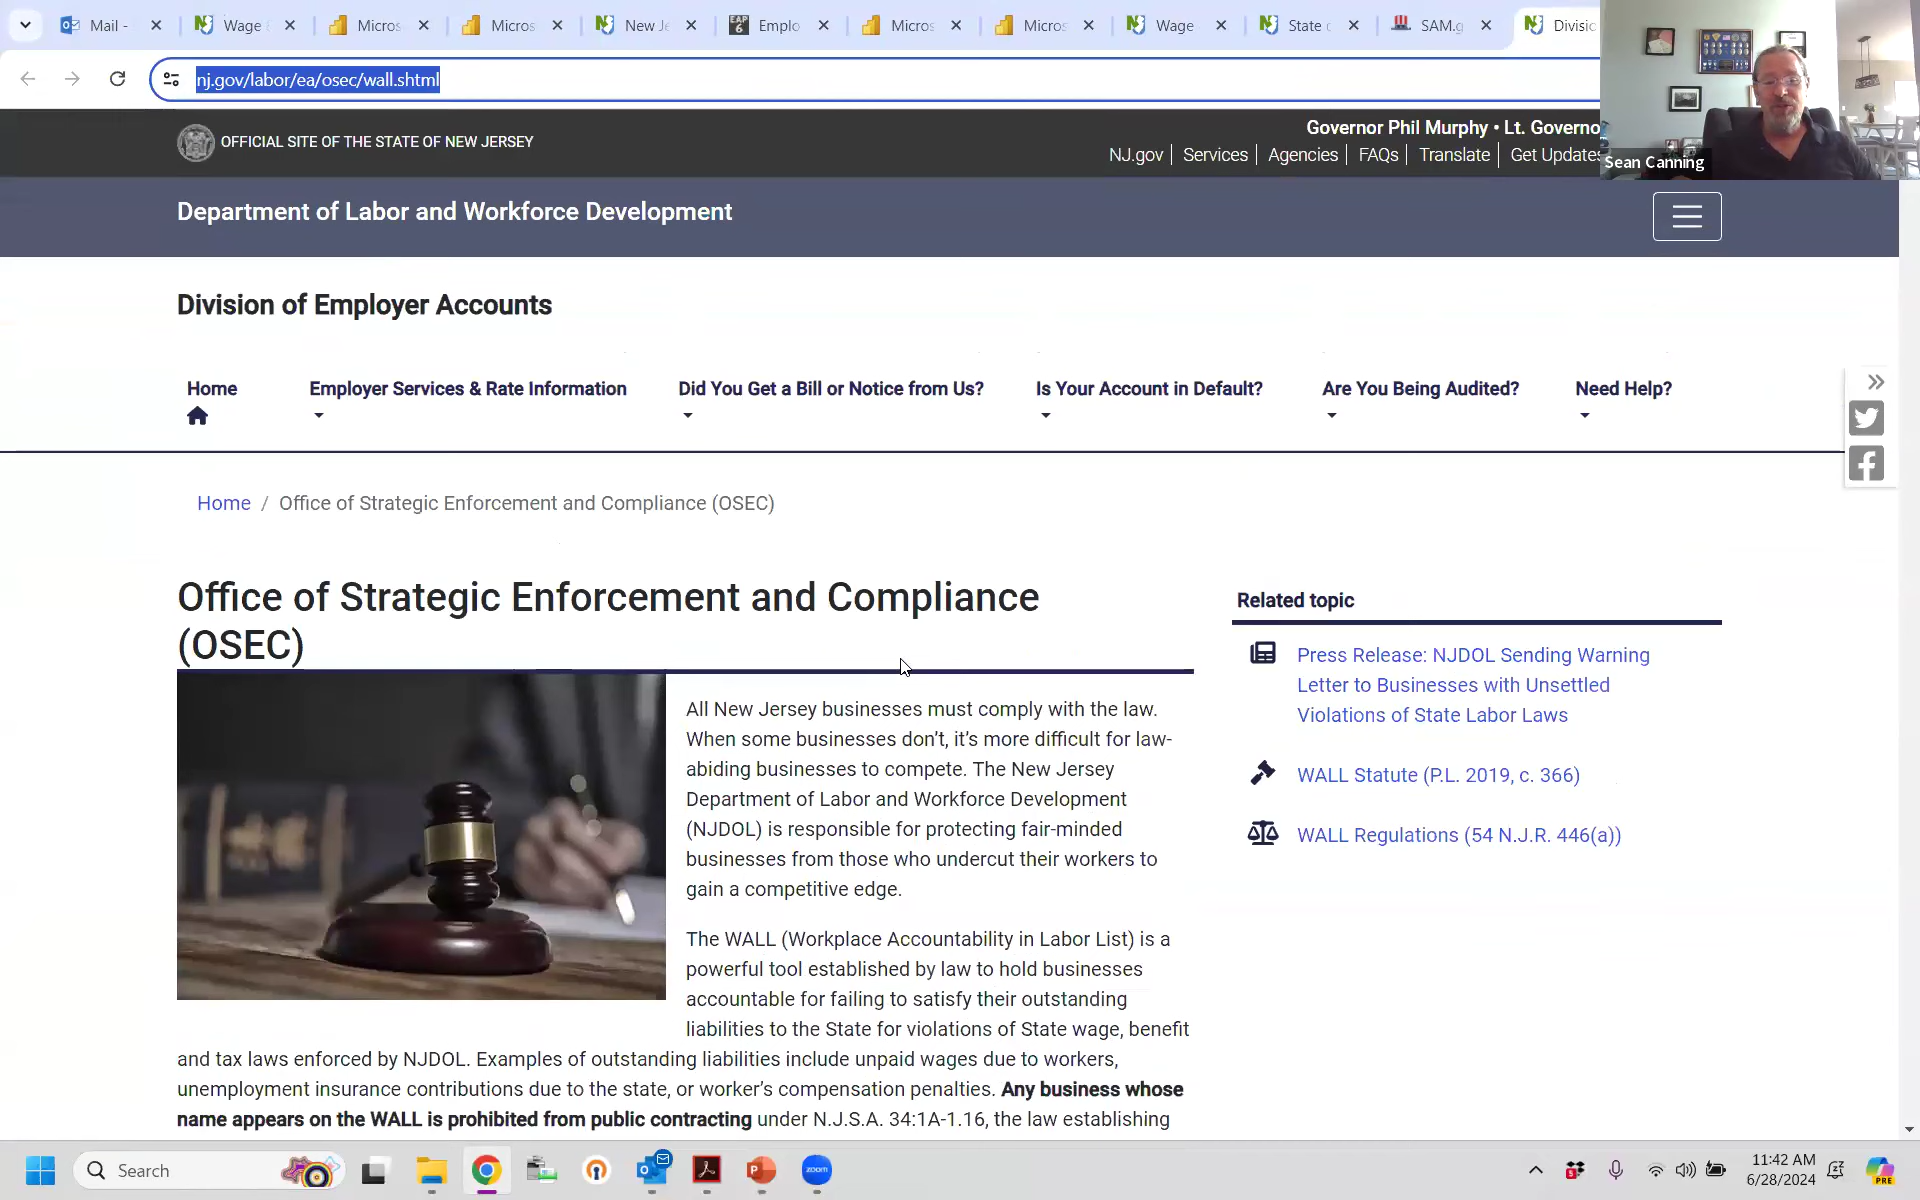 Mail -
Wage &
Micros
Micros
New Je
EAP
6
Emplo
Micros
Micros
Wage
State o
SAM.g
Divisio
nj.gov/labor/ea/osec/wall.shtml
OFFICIAL SITE OF THE STATE OF NEW JERSEY
Governor Phil Murphy • Lt. Governo
NJ.gov | Services | Agencies | FAQs | Translate | Get Updates
Sean Canning
Department of Labor and Workforce Development
Division of Employer Accounts
Home
Employer Services & Rate Information
Did You Get a Bill or Notice from Us?
Is Your Account in Default?
Are You Being Audited?
Need Help?
Home / Office of Strategic Enforcement and Compliance (OSEC)
Office of Strategic Enforcement and Compliance
(OSEC)
All New Jersey businesses must comply with the law.
When some businesses don't, it's more difficult for law-
abiding businesses to compete. The New Jersey
Department of Labor and Workforce Development
(NJDOL) is responsible for protecting fair-minded
businesses from those who undercut their workers to
gain a competitive edge.
The WALL (Workplace Accountability in Labor List) is a
powerful tool established by law to hold businesses
accountable for failing to satisfy their outstanding
liabilities to the State for violations of State wage, benefit
and tax laws enforced by NJDOL. Examples of outstanding liabilities include unpaid wages due to workers,
unemployment insurance contributions due to the state, or worker's compensation penalties. Any business whose
name appears on the WALL is prohibited from public contracting under N.J.S.A. 34:1A-1.16, the law establishing
Related topic
Press Release: NJDOL Sending Warning
Letter to Businesses with Unsettled
Violations of State Labor Laws
WALL Statute (P.L. 2019, c. 366)
WALL Regulations (54 N.J.R. 446(a))
Search
zoom
11:42 AM
6/28/2024
PRE